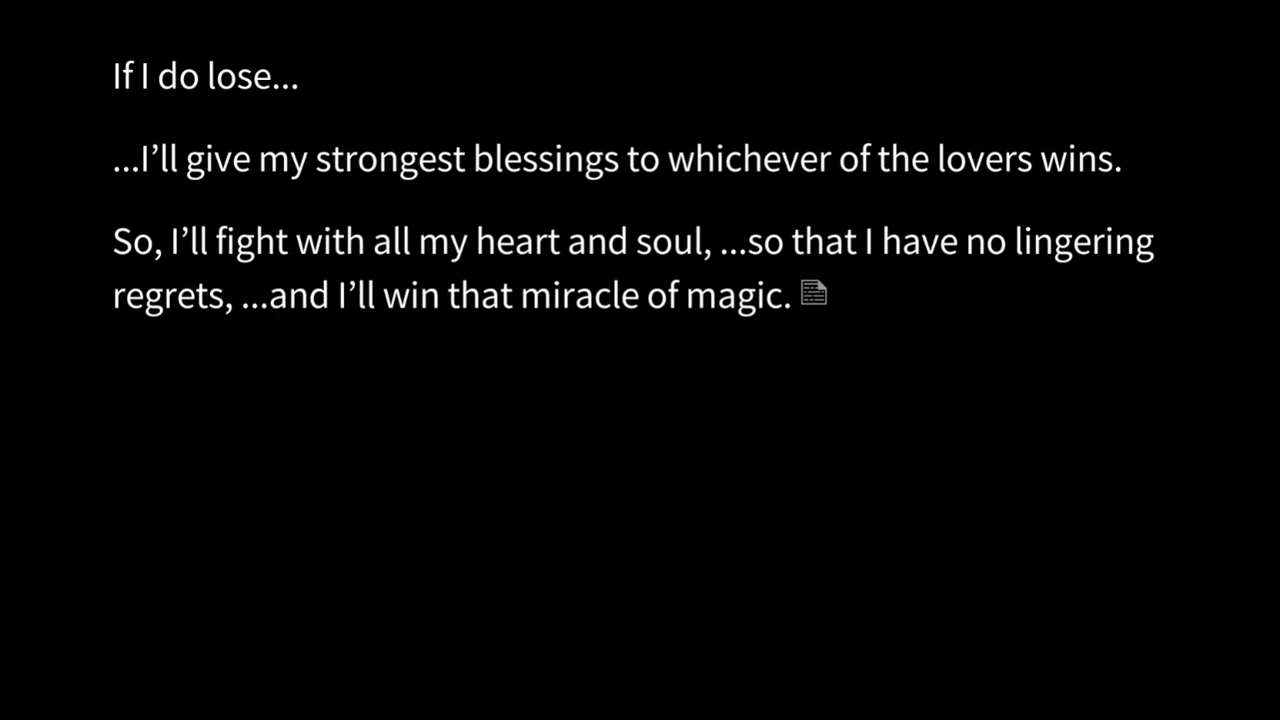 If I do lose...
...I’ll give my strongest blessings to whichever of the lovers wins.
So, I’ll fight with all my heart and soul, ...so that I have no lingering
regrets, ...and I’ll win that miracle of magic.